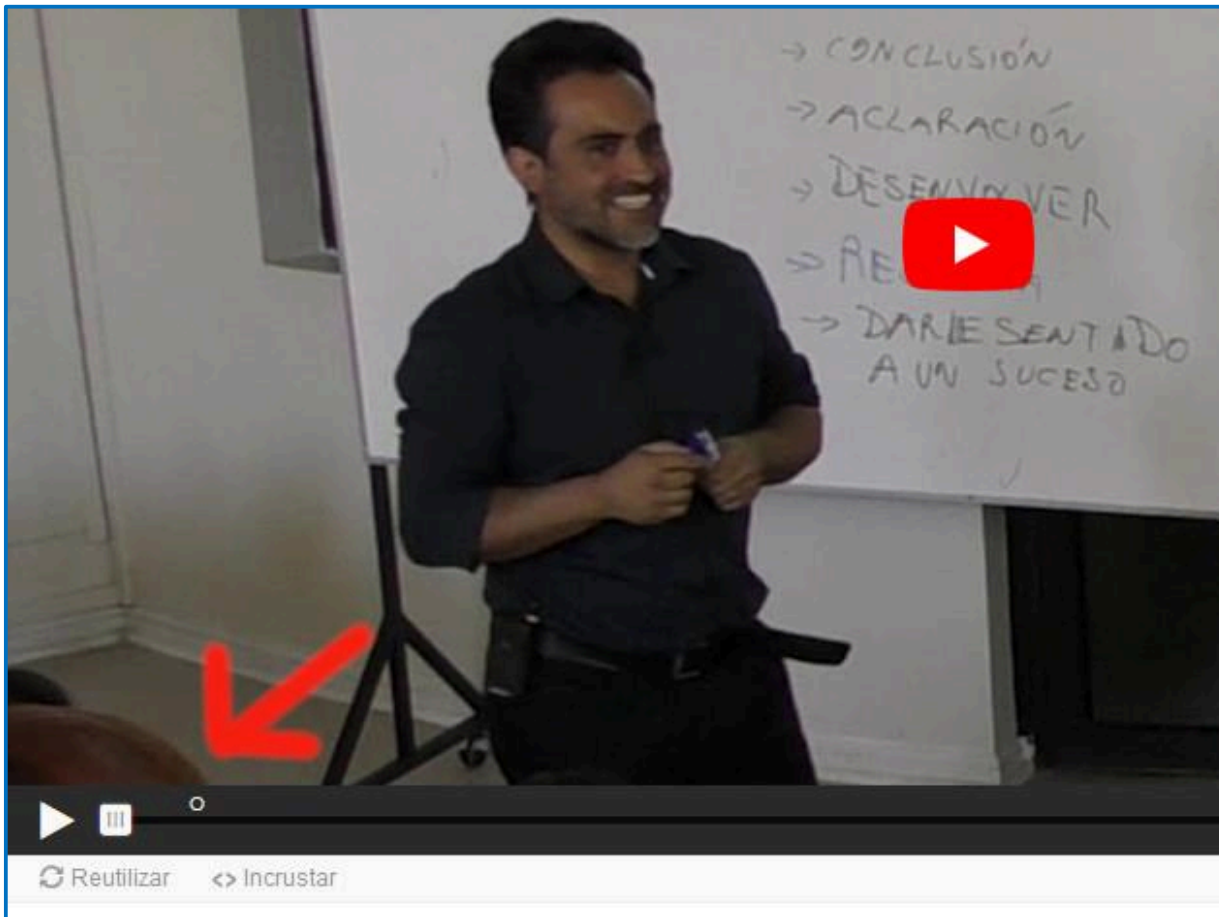 → CONCLUSIÓN
→ ACLARACIÓN
→ DESENVOLVER
→ DARLE SENTIDO
A UN SUCESO
Reutilizar <> Incrustar